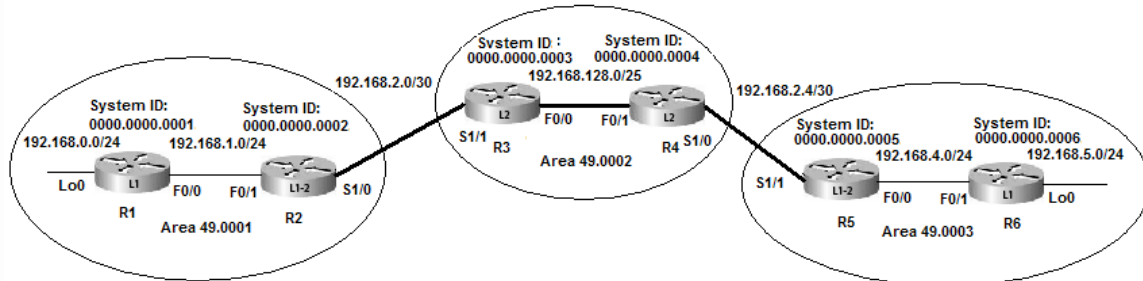 System ID:
0000.0000.0001
System ID:
0000.0000.0002
192.168.0.0/24
192.168.1.0/24
Lo0
L1
F0/0
F0/1
L1-2
S1/0
R1
R2
Area 49.0001
192.168.2.0/30
System ID :
0000.0000.0003
System ID:
0000.0000.0004
192.168.128.0/25
L2
F0/0
F0/1
L2
S1/1
R3
R4
S1/0
Area 49.0002
192.168.2.4/30
System ID:
0000.0000.0005
System ID:
0000.0000.0006
192.168.4.0/24
192.168.5.0/24
S1/1
L1-2
F0/0
F0/1
L1
Lo0
R5
R6
Area 49.0003